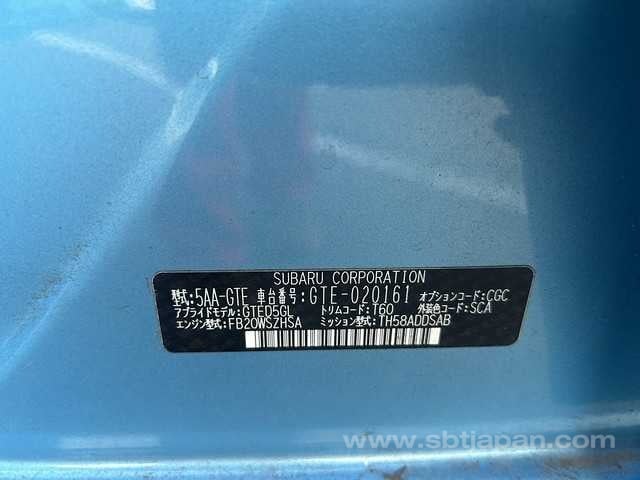 SUBARU CORPORATION
型式:5AA-GTE 車台番号:GTE-020161 オプションコード:CGC
アプライドモデル:GTED5GL トリムコード:T60 外装色コード:SCA
エンジン型式:FB20WSZHSA ミッション型式:TH58ADDSAB
www.sbtjapan.com